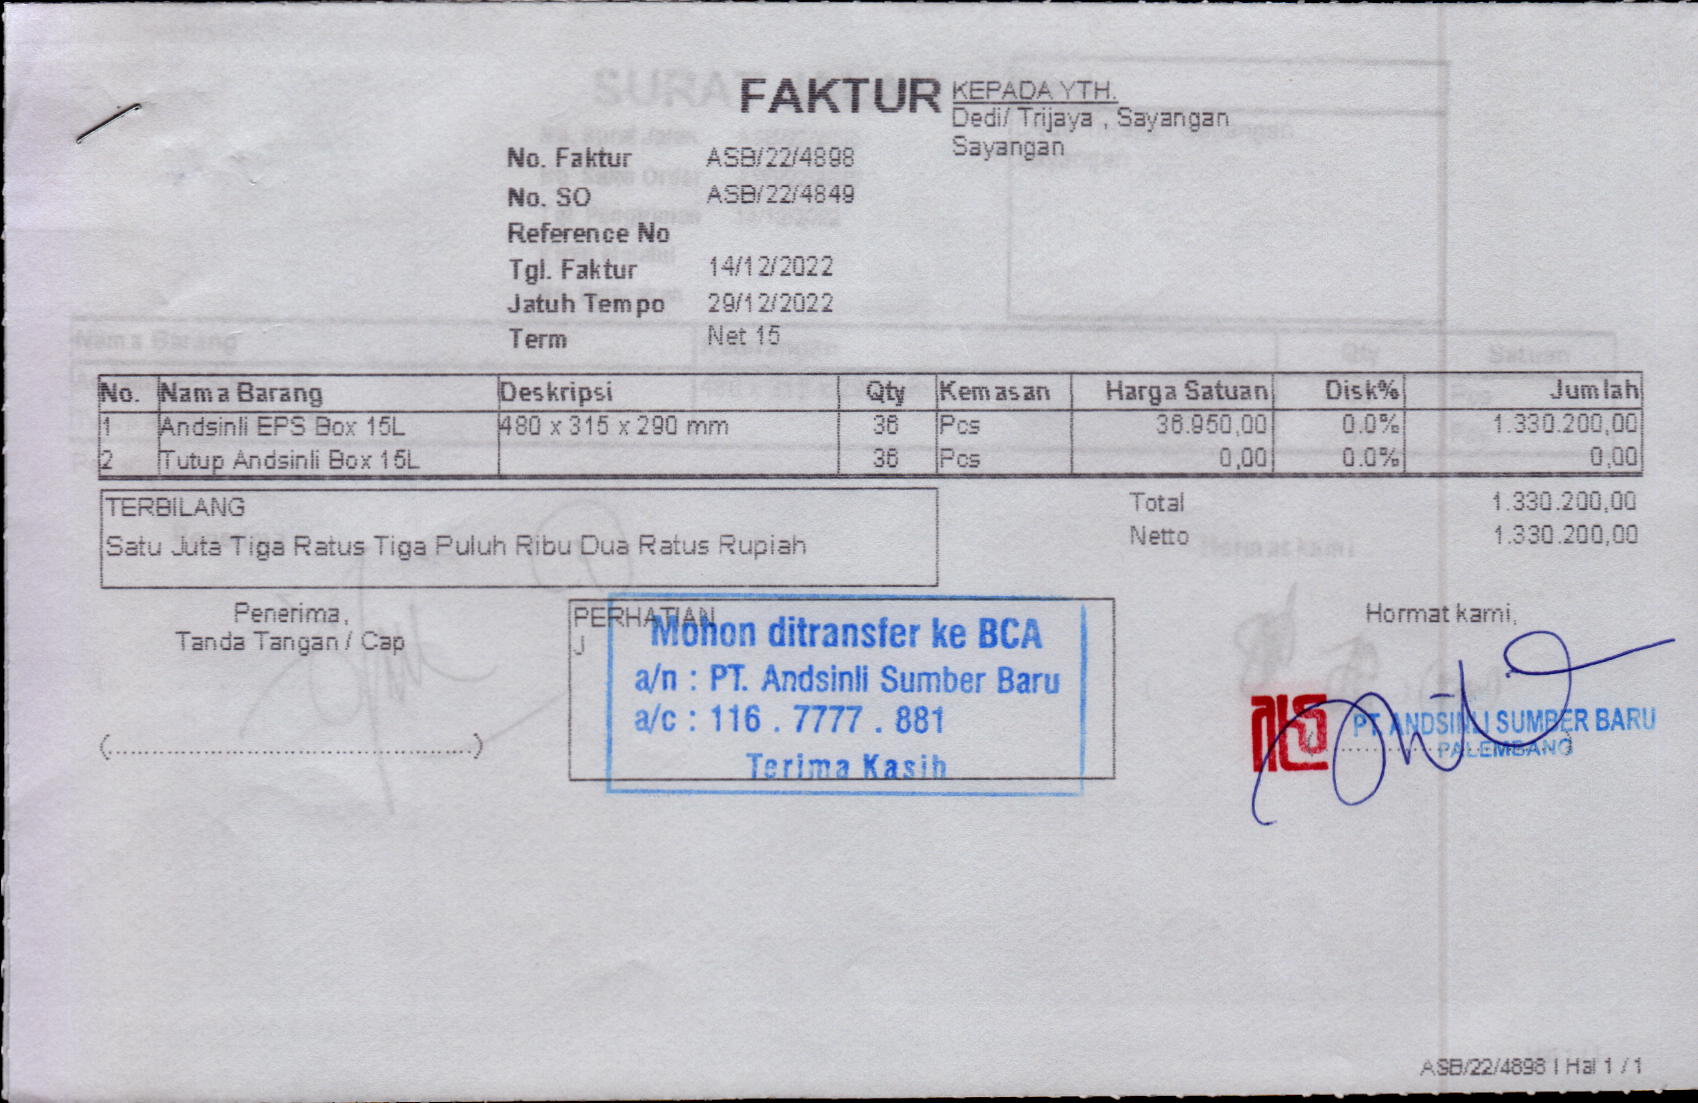 FAKTUR
KEPADA YTH.
Dedi/ Trijaya , Sayangan
Sayangan
No. Faktur ASB/22/4898
No. SO ASB/22/4849
Reference No
Tgl. Faktur 14/12/2022
Jatuh Tempo 29/12/2022
Term Net 15
No. Nama Barang Deskripsi Qty Kemasan Harga Satuan Disk% Jumlah
1 Andsinli EPS Box 15L 480 x 315 x 290 mm 36 Pcs 36.950,00 0.0% 1.330.200,00
2 Tutup Andsinli Box 15L 36 Pcs 0,00 0.0% 0,00
TERBILANG
Satu Juta Tiga Ratus Tiga Puluh Ribu Dua Ratus Rupiah
Total 1.330.200,00
Netto 1.330.200,00
Penerima,
Tanda Tangan / Cap
(........................................................)
PERHATIAN
J
Mohon ditransfer ke BCA
a/n : PT. Andsinli Sumber Baru
a/c : 116 . 7777 . 881
Terima Kasih
Hormat kami,
PT. ANDSINLI SUMBER BARU
PALEMBANG
ASB/22/4898 | Hal 1 / 1